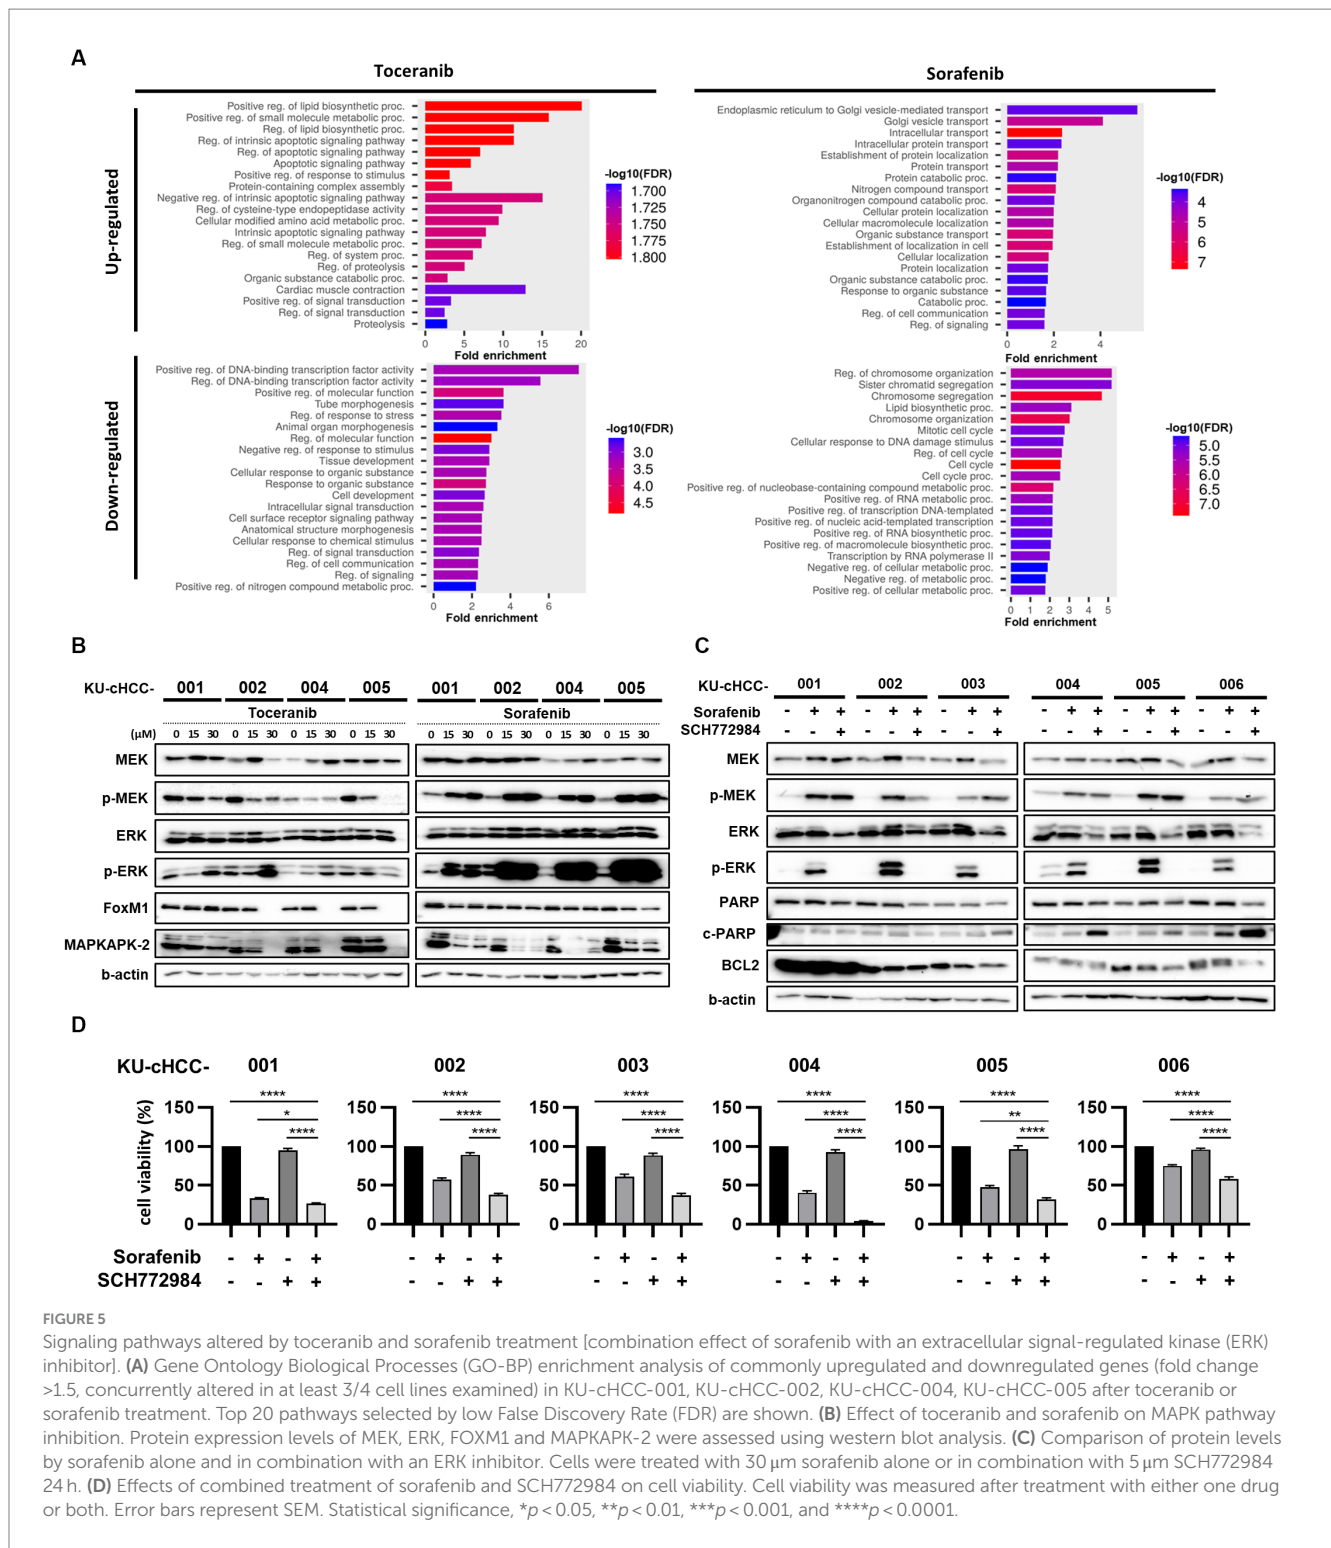 A
Toceranib
Sorafenib
Up-regulated
Positive reg. of lipid biosynthetic proc.
Positive reg. of small molecule metabolic proc.
Reg. of lipid biosynthetic proc.
Reg. of intrinsic apoptotic signaling pathway
Reg. of apoptotic signaling pathway
Apoptotic signaling pathway
Positive reg. of response to stimulus
Protein-containing complex assembly
Negative reg. of intrinsic apoptotic signaling pathway
Reg. of cysteine-type endopeptidase activity
Cellular modified amino acid metabolic proc.
Intrinsic apoptotic signaling pathway
Reg. of small molecule metabolic proc.
Reg. of system proc.
Reg. of proteolysis
Organic substance catabolic proc.
Cardiac muscle contraction
Positive reg. of signal transduction
Reg. of signal transduction
Proteolysis
0 5 10 15 20
Fold enrichment
-log10(FDR)
1.700
1.725
1.750
1.775
1.800
Endoplasmic reticulum to Golgi vesicle-mediated transport
Golgi vesicle transport
Intracellular transport
Intracellular protein transport
Establishment of protein localization
Protein transport
Protein catabolic proc.
Nitrogen compound transport
Organonitrogen compound catabolic proc.
Cellular protein localization
Cellular macromolecule localization
Organic substance transport
Establishment of localization in cell
Cellular localization
Protein localization
Organic substance catabolic proc.
Response to organic substance
Catabolic proc.
Reg. of cell communication
Reg. of signaling
0 2 4
Fold enrichment
-log10(FDR)
4
5
6
7
Down-regulated
Positive reg. of DNA-binding transcription factor activity
Reg. of DNA-binding transcription factor activity
Positive reg. of molecular function
Tube morphogenesis
Reg. of response to stress
Animal organ morphogenesis
Reg. of molecular function
Negative reg. of response to stimulus
Tissue development
Cellular response to organic substance
Response to organic substance
Cell development
Intracellular signal transduction
Cell surface receptor signaling pathway
Anatomical structure morphogenesis
Cellular response to chemical stimulus
Reg. of signal transduction
Reg. of cell communication
Reg. of signaling
Positive reg. of nitrogen compound metabolic proc.
0 2 4 6
Fold enrichment
-log10(FDR)
3.0
3.5
4.0
4.5
Reg. of chromosome organization
Sister chromatid segregation
Chromosome segregation
Lipid biosynthetic proc.
Chromosome organization
Mitotic cell cycle
Cellular response to DNA damage stimulus
Reg. of cell cycle
Cell cycle
Cell cycle proc.
Positive reg. of nucleobase-containing compound metabolic proc.
Positive reg. of RNA metabolic proc.
Positive reg. of transcription DNA-templated
Positive reg. of nucleic acid-templated transcription
Positive reg. of RNA biosynthetic proc.
Positive reg. of macromolecule biosynthetic proc.
Transcription by RNA polymerase II
Negative reg. of cellular metabolic proc.
Negative reg. of metabolic proc.
Positive reg. of cellular metabolic proc.
0 1 2 3 4 5
Fold enrichment
-log10(FDR)
5.0
5.5
6.0
6.5
7.0
B
KU-cHCC- 001 002 004 005 001 002 004 005
Toceranib Sorafenib
(μM) 0 15 30 0 15 30 0 15 30 0 15 30 0 15 30 0 15 30 0 15 30 0 15 30
MEK
p-MEK
ERK
p-ERK
FoxM1
MAPKAPK-2
b-actin
C
KU-cHCC- 001 002 003 004 005 006
Sorafenib - + + - + + - + + - + + - + + - + +
SCH772984 - - + - - + - - + - - + - - + - - +
MEK
p-MEK
ERK
p-ERK
PARP
c-PARP
BCL2
b-actin
D
KU-cHCC- 001 002 003 004 005 006
cell viability (%)
150 100 50 0
**** * ****
150 100 50 0
**** **** ****
150 100 50 0
**** **** ****
150 100 50 0
**** **** ****
150 100 50 0
**** ** ****
150 100 50 0
**** **** ****
Sorafenib - + - + - + - + - + - + - + - + - + - + - + - +
SCH772984 - - + + - - + + - - + + - - + + - - + + - - + +
FIGURE 5
Signaling pathways altered by toceranib and sorafenib treatment [combination effect of sorafenib with an extracellular signal-regulated kinase (ERK)
inhibitor]. (A) Gene Ontology Biological Processes (GO-BP) enrichment analysis of commonly upregulated and downregulated genes (fold change
>1.5, concurrently altered in at least 3/4 cell lines examined) in KU-cHCC-001, KU-cHCC-002, KU-cHCC-004, KU-cHCC-005 after toceranib or
sorafenib treatment. Top 20 pathways selected by low False Discovery Rate (FDR) are shown. (B) Effect of toceranib and sorafenib on MAPK pathway
inhibition. Protein expression levels of MEK, ERK, FOXM1 and MAPKAPK-2 were assessed using western blot analysis. (C) Comparison of protein levels
by sorafenib alone and in combination with an ERK inhibitor. Cells were treated with 30 μm sorafenib alone or in combination with 5 μm SCH772984
24 h. (D) Effects of combined treatment of sorafenib and SCH772984 on cell viability. Cell viability was measured after treatment with either one drug
or both. Error bars represent SEM. Statistical significance, *p < 0.05, **p < 0.01, ***p < 0.001, and ****p < 0.0001.